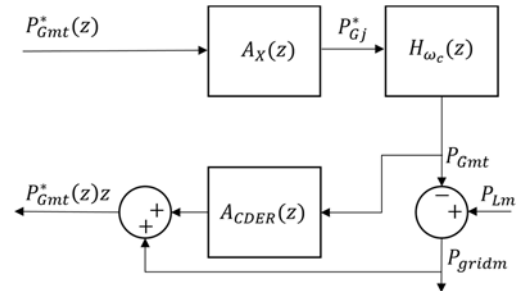 P*Gmt(z)
AX(z)
P*Gj
Hωc(z)
PGmt
P*Gmt(z)z
+
+
ACDER(z)
−
+
PLm
Pgridm